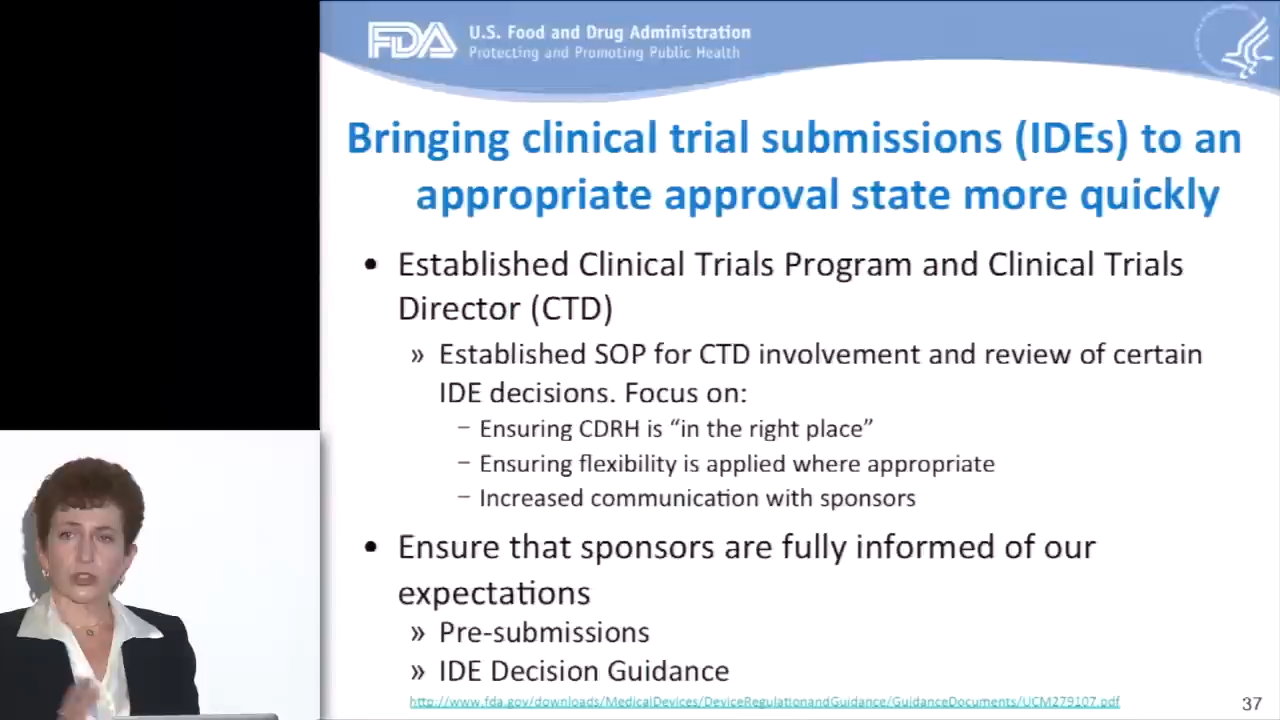 FDA
U.S. Food and Drug Administration
Protecting and Promoting Public Health
Bringing clinical trial submissions (IDEs) to an
appropriate approval state more quickly
• Established Clinical Trials Program and Clinical Trials
Director (CTD)
» Established SOP for CTD involvement and review of certain
IDE decisions. Focus on:
– Ensuring CDRH is “in the right place”
– Ensuring flexibility is applied where appropriate
– Increased communication with sponsors
• Ensure that sponsors are fully informed of our
expectations
» Pre-submissions
» IDE Decision Guidance
http://www.fda.gov/downloads/MedicalDevices/DeviceRegulationandGuidance/GuidanceDocuments/UCM279107.pdf
37